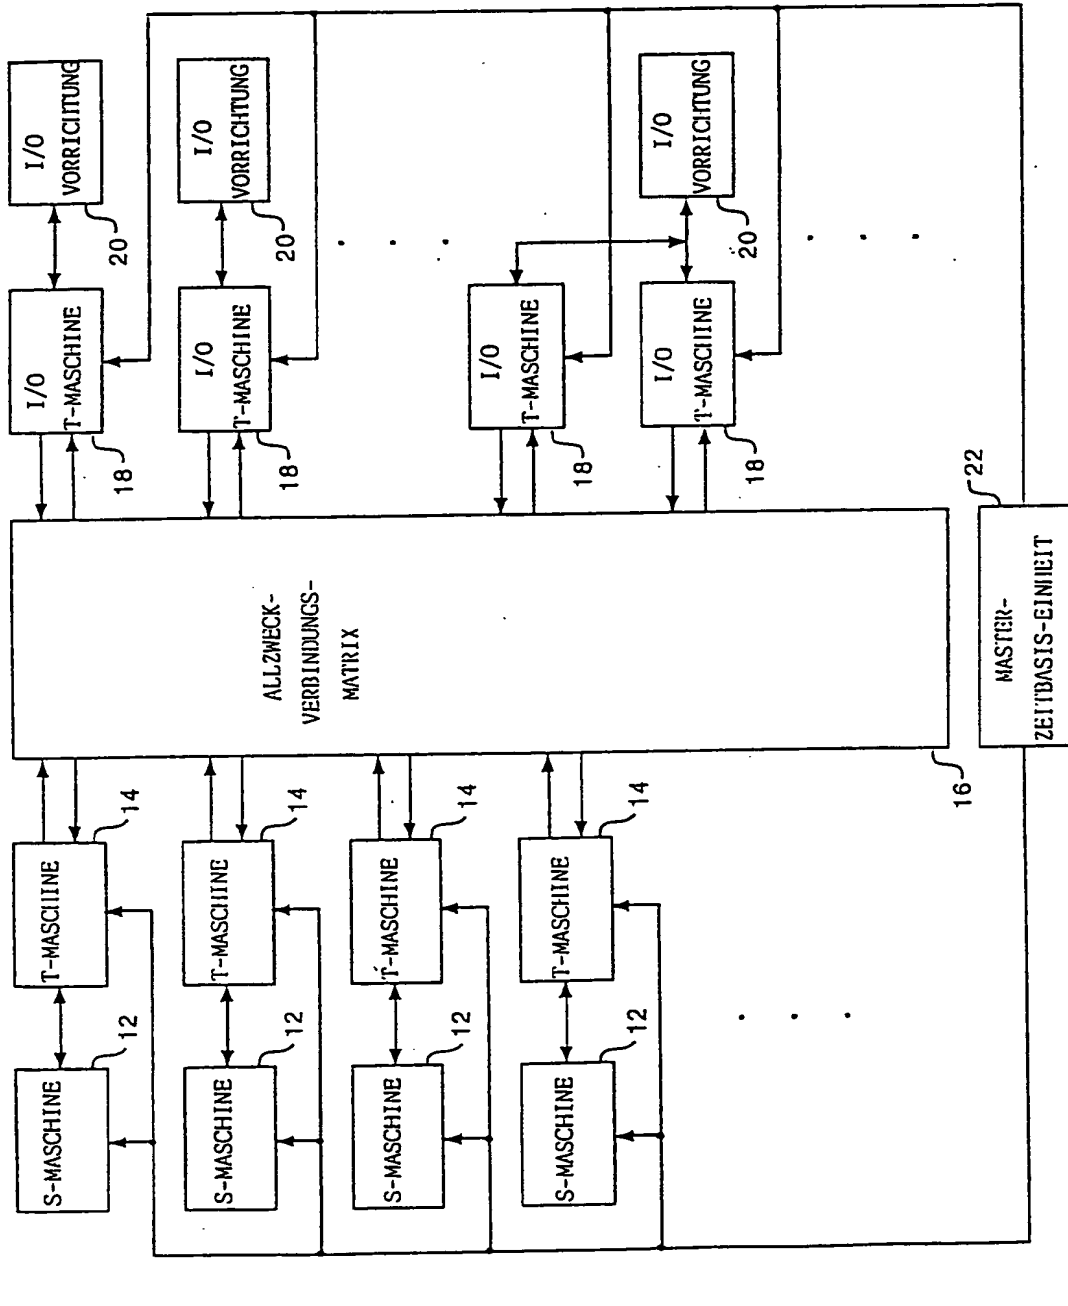 S-MASCHINE
12
T-MASCHINE
14
I/O
T-MASCHINE
18
I/O
VORRICHTUNG
20
S-MASCHINE
12
T-MASCHINE
14
ALLZWECK-
VERBINDUNGS-
MATRIX
I/O
T-MASCHINE
18
I/O
VORRICHTUNG
20
S-MASCHINE
12
T-MASCHINE
14
I/O
T-MASCHINE
18
S-MASCHINE
12
T-MASCHINE
14
I/O
T-MASCHINE
18
I/O
VORRICHTUNG
20
16
22
MASTER-
ZEITBASIS-EINHEIT